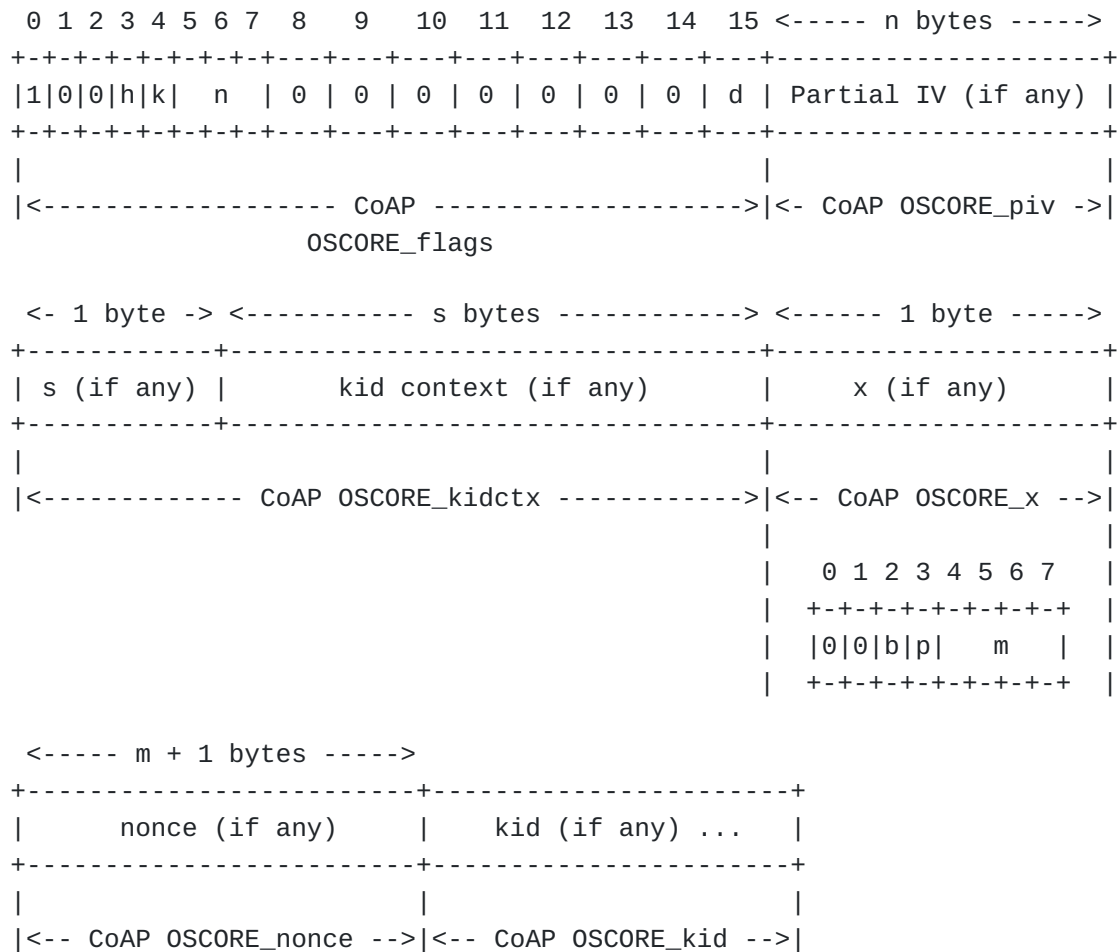 0 1 2 3 4 5 6 7  8   9   10  11  12  13  14  15 <----- n bytes ----->
+-+-+-+-+-+-+-+-+---+---+---+---+---+---+---+---+---------------------+
|1|0|0|h|k|  n  | 0 | 0 | 0 | 0 | 0 | 0 | 0 | d | Partial IV (if any) |
+-+-+-+-+-+-+-+-+---+---+---+---+---+---+---+---+---------------------+
|                                               |                     |
|<------------------- CoAP -------------------->|<- CoAP OSCORE_piv ->|
                  OSCORE_flags

 <- 1 byte -> <----------- s bytes ------------> <------ 1 byte ----->
+------------+----------------------------------+---------------------+
| s (if any) |       kid context (if any)       |     x (if any)      |
+------------+----------------------------------+---------------------+
|                                               |                     |
|<------------- CoAP OSCORE_kidctx ------------>|<-- CoAP OSCORE_x -->|
                                                |                     |
                                                |   0 1 2 3 4 5 6 7   |
                                                |  +-+-+-+-+-+-+-+-+  |
                                                |  |0|0|b|p|   m   |  |
                                                |  +-+-+-+-+-+-+-+-+  |

 <----- m + 1 bytes ----->
+-------------------------+-----------------------+
|      nonce (if any)     |    kid (if any) ...   |
+-------------------------+-----------------------+
|                         |                       |
|<-- CoAP OSCORE_nonce -->|<-- CoAP OSCORE_kid -->|